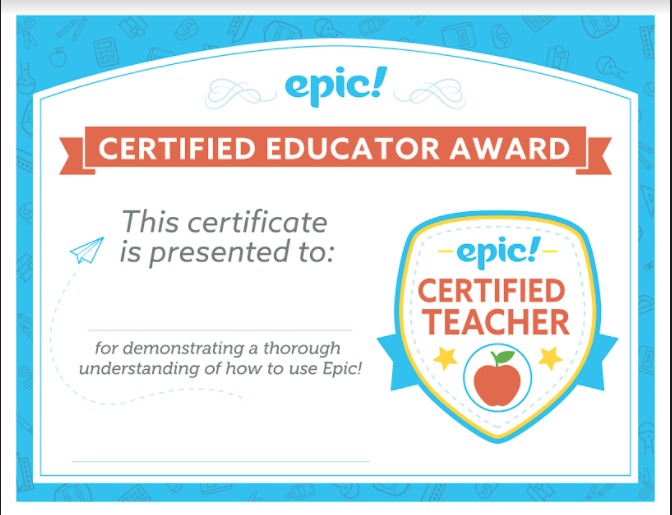 epic!
CERTIFIED EDUCATOR AWARD
This certificate
is presented to:
for demonstrating a thorough
understanding of how to use Epic!
epic!
CERTIFIED
TEACHER